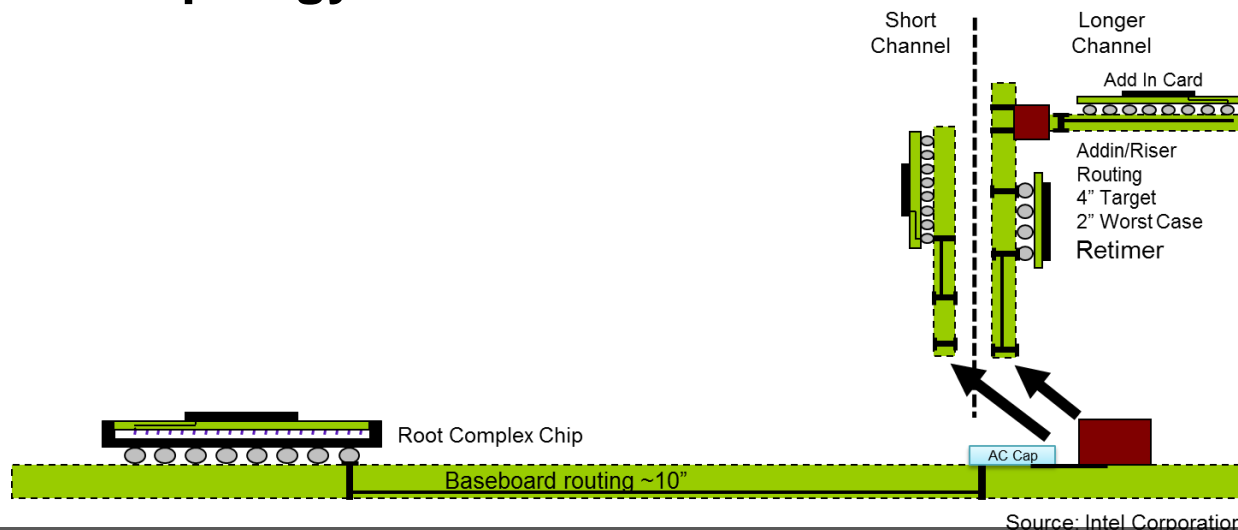 Short
Channel
Longer
Channel
Add In Card
Addin/Riser
Routing
4” Target
2” Worst Case
Retimer
Root Complex Chip
AC Cap
Baseboard routing ~10”
Source: Intel Corporation